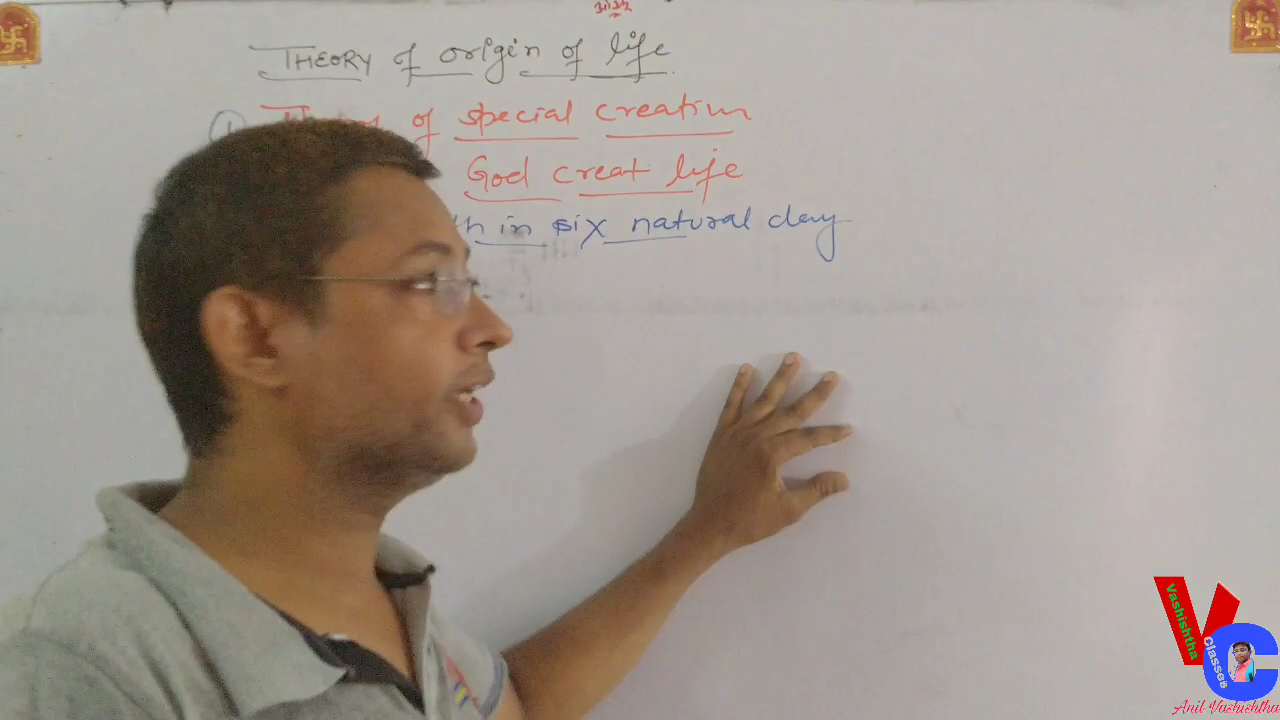 ओ३म्
THEORY of origin of life
1 of special creation
God creat life
in six natural day
Vashishtha
Classes
Anil Vashishtha